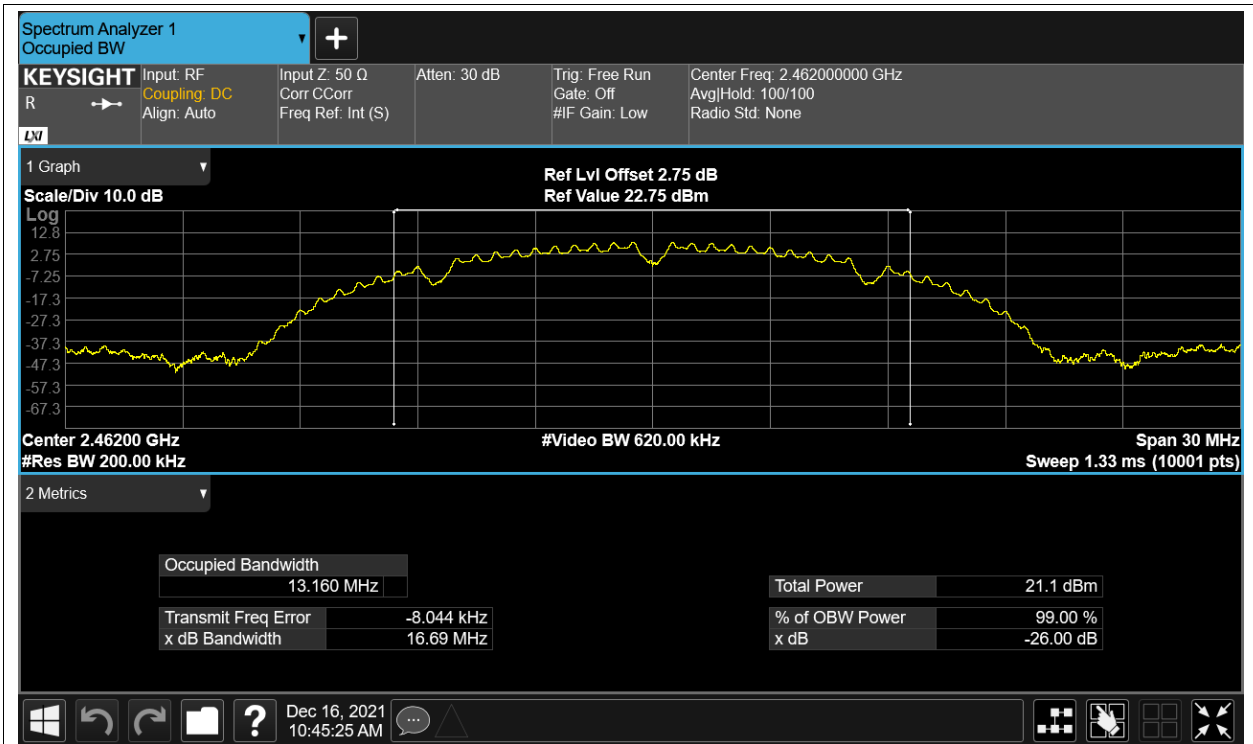 Spectrum Analyzer 1
Occupied BW
KEYSIGHT
R
LXI
Input: RF
Coupling: DC
Align: Auto
Input Z: 50 Ω
Corr CCorr
Freq Ref: Int (S)
Atten: 30 dB
Trig: Free Run
Gate: Off
#IF Gain: Low
Center Freq: 2.462000000 GHz
Avg|Hold: 100/100
Radio Std: None
1 Graph
Scale/Div 10.0 dB
Ref Lvl Offset 2.75 dB
Ref Value 22.75 dBm
Log
12.8
2.75
-7.25
-17.3
-27.3
-37.3
-47.3
-57.3
-67.3
Center 2.46200 GHz
#Video BW 620.00 kHz
Span 30 MHz
#Res BW 200.00 kHz
Sweep 1.33 ms (10001 pts)
2 Metrics
Occupied Bandwidth
13.160 MHz
Total Power 21.1 dBm
Transmit Freq Error -8.044 kHz
% of OBW Power 99.00 %
x dB Bandwidth 16.69 MHz
x dB -26.00 dB
?
Dec 16, 2021
10:45:25 AM